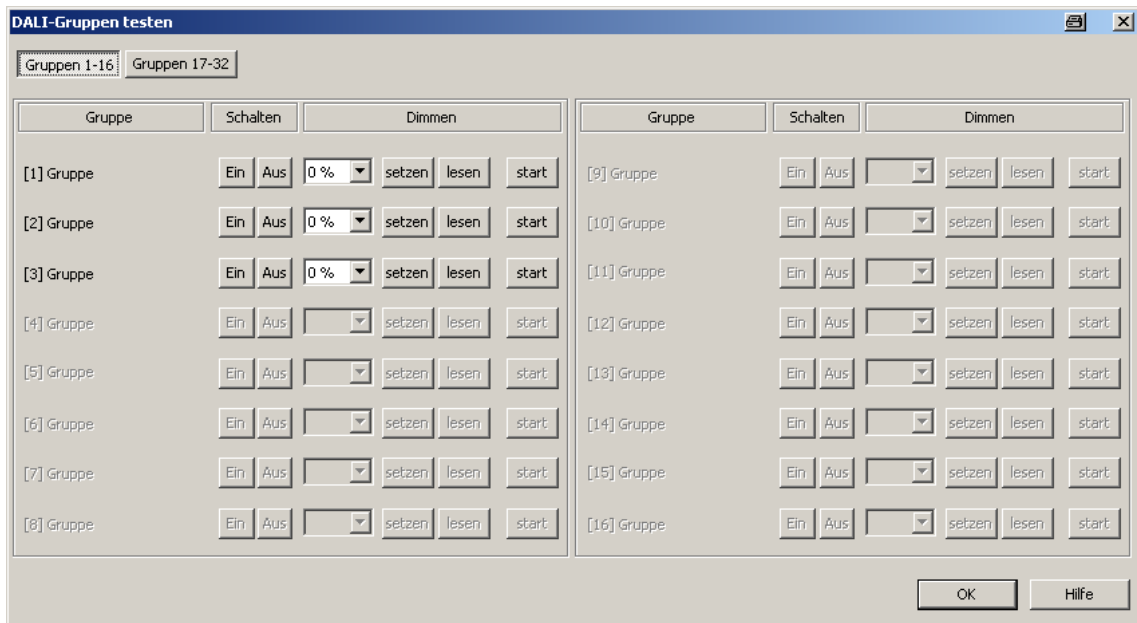 DALI-Gruppen testen
Gruppen 1-16 Gruppen 17-32
Gruppe Schalten Dimmen Gruppe Schalten Dimmen
[1] Gruppe Ein Aus 0 % setzen lesen start [9] Gruppe Ein Aus setzen lesen start
[2] Gruppe Ein Aus 0 % setzen lesen start [10] Gruppe Ein Aus setzen lesen start
[3] Gruppe Ein Aus 0 % setzen lesen start [11] Gruppe Ein Aus setzen lesen start
[4] Gruppe Ein Aus setzen lesen start [12] Gruppe Ein Aus setzen lesen start
[5] Gruppe Ein Aus setzen lesen start [13] Gruppe Ein Aus setzen lesen start
[6] Gruppe Ein Aus setzen lesen start [14] Gruppe Ein Aus setzen lesen start
[7] Gruppe Ein Aus setzen lesen start [15] Gruppe Ein Aus setzen lesen start
[8] Gruppe Ein Aus setzen lesen start [16] Gruppe Ein Aus setzen lesen start
OK Hilfe